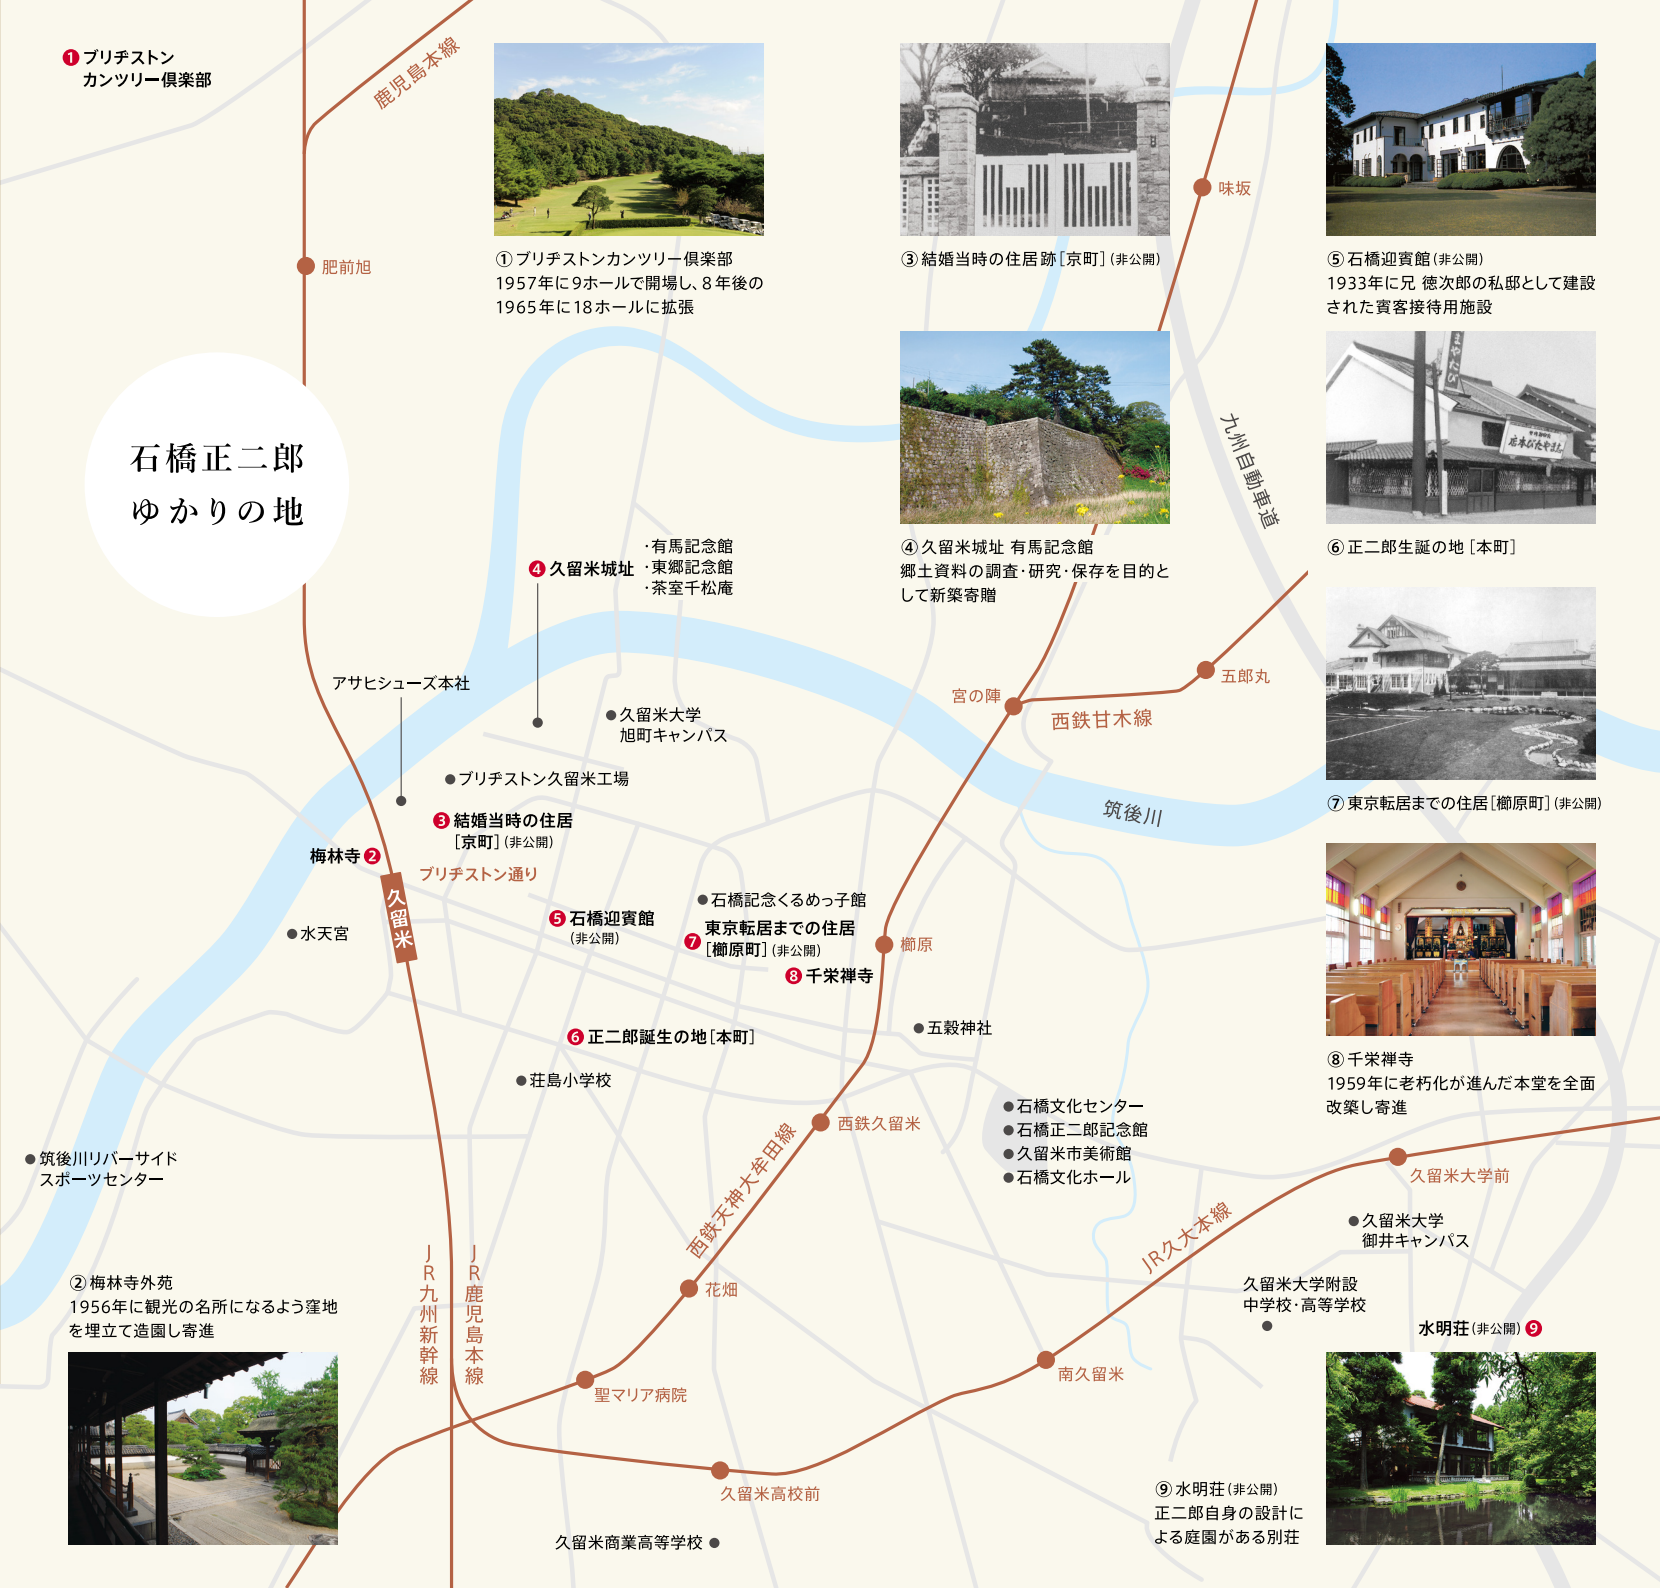 ❶ブリヂストン
カンツリー倶楽部
鹿児島本線
肥前旭
石橋正二郎
ゆかりの地
①ブリヂストンカンツリー倶楽部
1957年に9ホールで開場し、8年後の
1965年に18ホールに拡張
③結婚当時の住居跡[京町](非公開)
味坂
⑤石橋迎賓館(非公開)
1933年に兄 徳次郎の私邸として建設
された賓客接待用施設
九州自動車道
④久留米城址 有馬記念館
郷土資料の調査・研究・保存を目的と
して新築寄贈
まやたび
店本びたやまし
⑥正二郎生誕の地 [本町]
❹久留米城址
・有馬記念館
・東郷記念館
・茶室千松庵
アサヒシューズ本社
●久留米大学
旭町キャンパス
宮の陣
五郎丸
西鉄甘木線
●ブリヂストン久留米工場
筑後川
⑦東京転居までの住居[櫛原町](非公開)
❸結婚当時の住居
[京町](非公開)
梅林寺❷
ブリヂストン通り
久留米
●水天宮
❺石橋迎賓館
(非公開)
●石橋記念くるめっ子館
❼東京転居までの住居
[櫛原町](非公開)
櫛原
❽千栄禅寺
●五穀神社
❻正二郎誕生の地[本町]
●荘島小学校
⑧千栄禅寺
1959年に老朽化が進んだ本堂を全面
改築し寄進
西鉄久留米
西鉄天神大牟田線
●石橋文化センター
●石橋正二郎記念館
●久留米市美術館
●石橋文化ホール
●筑後川リバーサイド
スポーツセンター
久留米大学前
●久留米大学
御井キャンパス
JR久大本線
JR九州新幹線
JR鹿児島本線
②梅林寺外苑
1956年に観光の名所になるよう窪地
を埋立て造園し寄進
花畑
久留米大学附設
中学校・高等学校
水明荘(非公開)❾
南久留米
聖マリア病院
久留米高校前
久留米商業高等学校●
⑨水明荘(非公開)
正二郎自身の設計に
よる庭園がある別荘